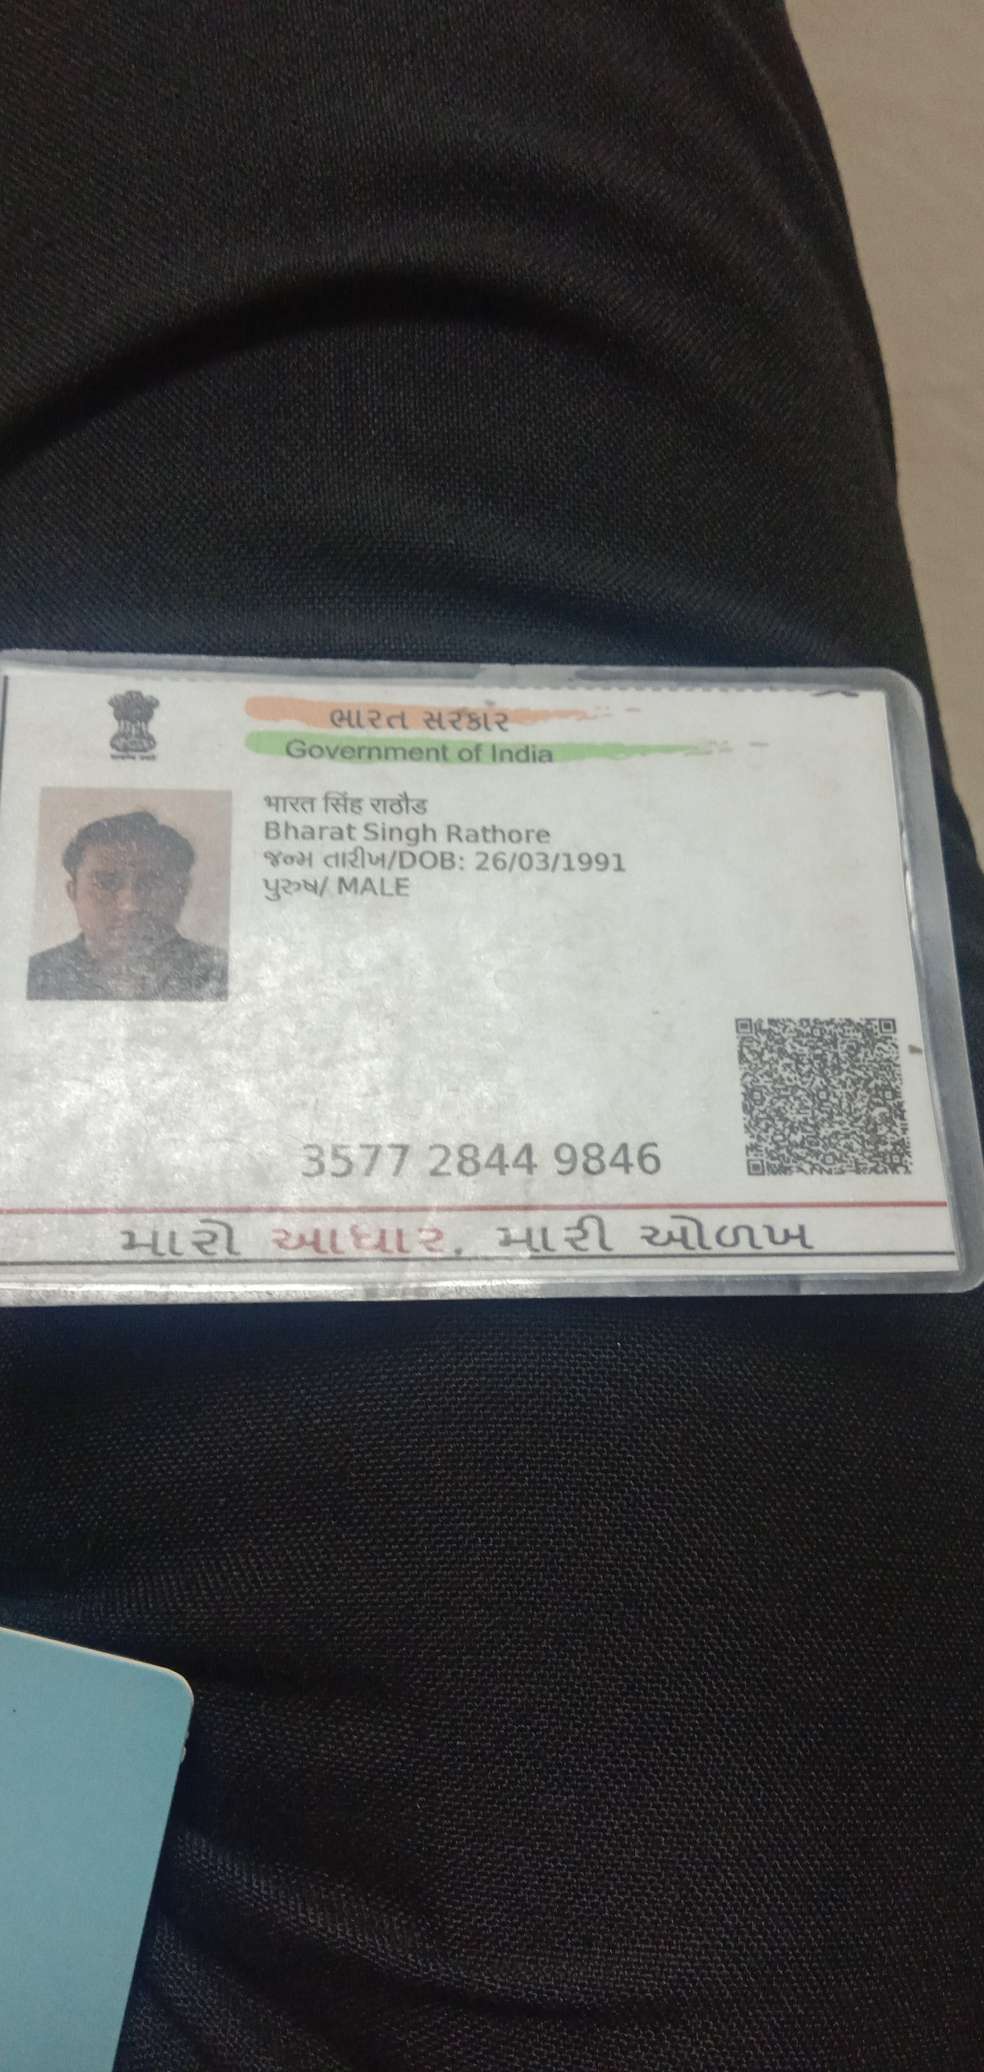 ભારત સરકાર
Government of India
भारत सिंह राठौड
Bharat Singh Rathore
જન્મ તારીખ/DOB: 26/03/1991
પુરુષ/ MALE
3577 2844 9846
મારો આધાર, મારી ઓળખ